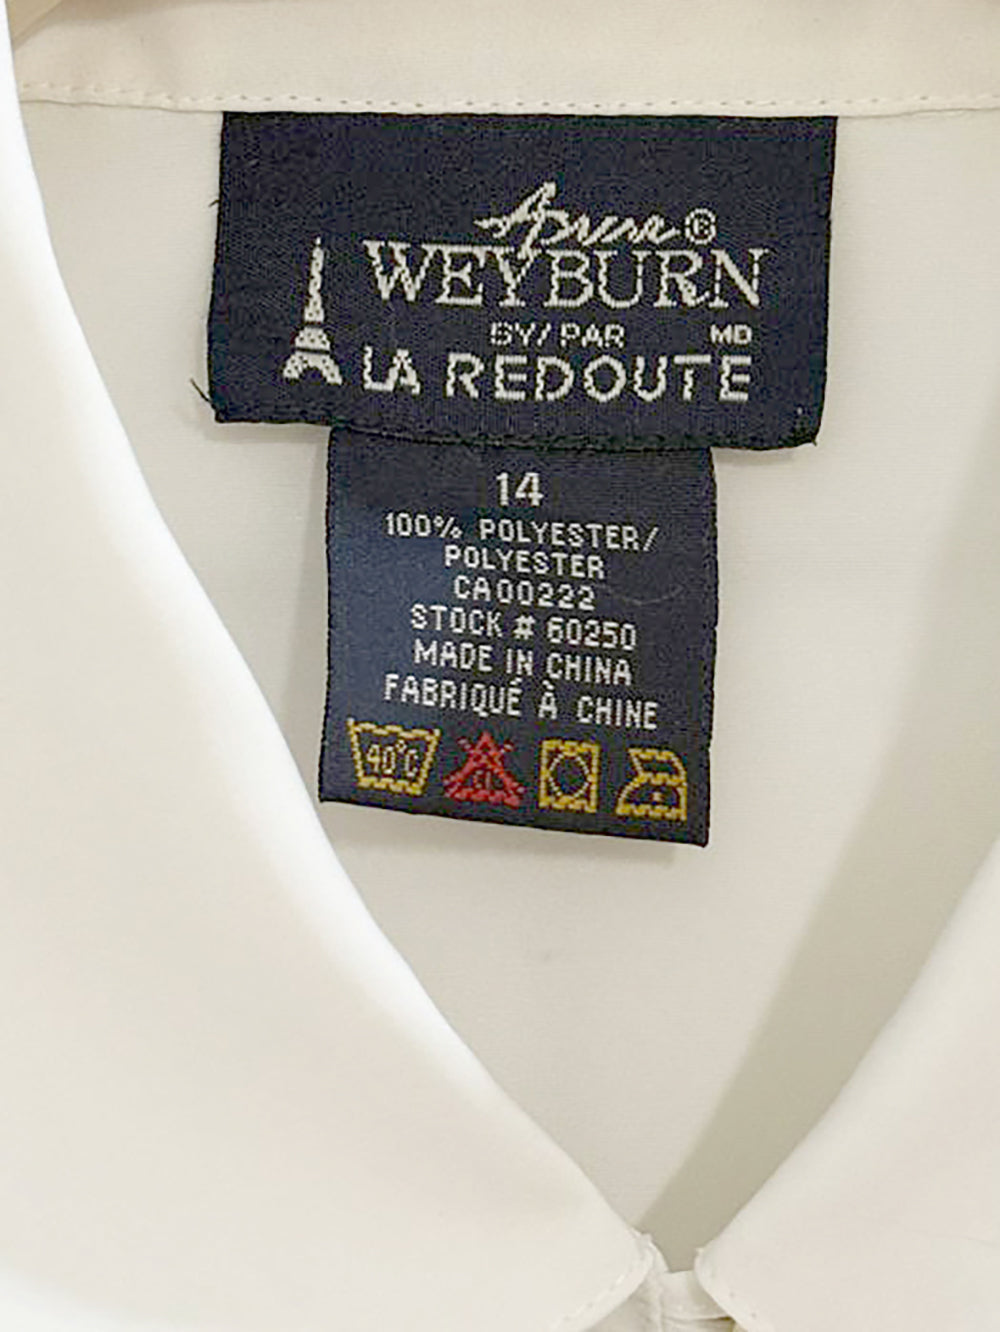 ®
WEYBURN
BY/PAR MD
LA REDOUTE
14
100% POLYESTER/
POLYESTER
CA00222
STOCK # 60250
MADE IN CHINA
FABRIQUÉ À CHINE
40°C CL